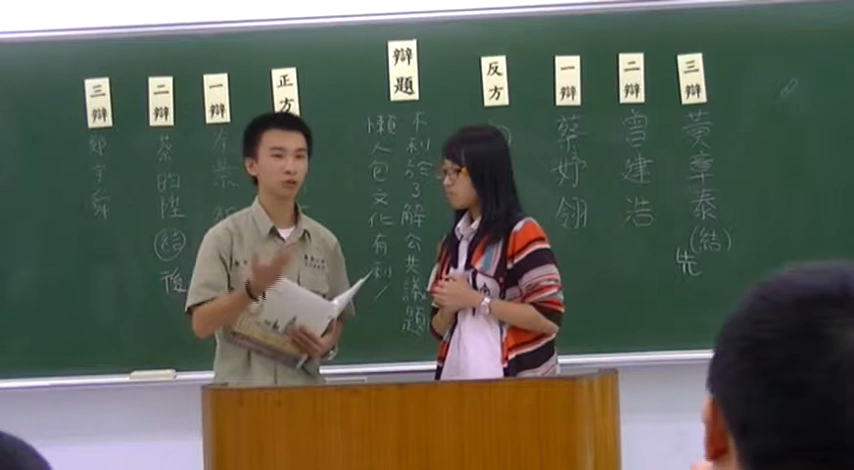 三辯
二辯
一辯
正方
辯題
反方
一辯
二辯
三辯
懶人包文化有利/
不利於了解公共議題
蔡昀陞
結
後
蔡妤翎
曾建浩
黃章泰
(結)
先